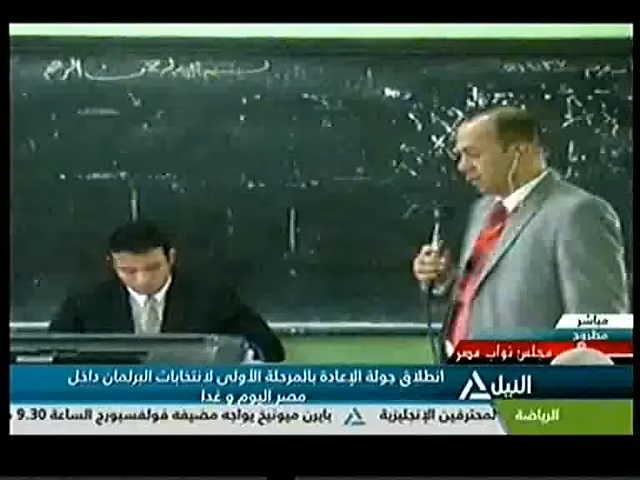 بسم الله الرحمن الرحيم
مباشر
مطروح
مجلس نواب مصر
انطلاق جولة الإعادة بالمرحلة الأولى لانتخابات البرلمان داخل
مصر اليوم و غدا
النيل
الرياضة
لمحترفين الإنجليزية
بايرن ميونيخ يواجه مضيفه فولفسبورج الساعة 9.30